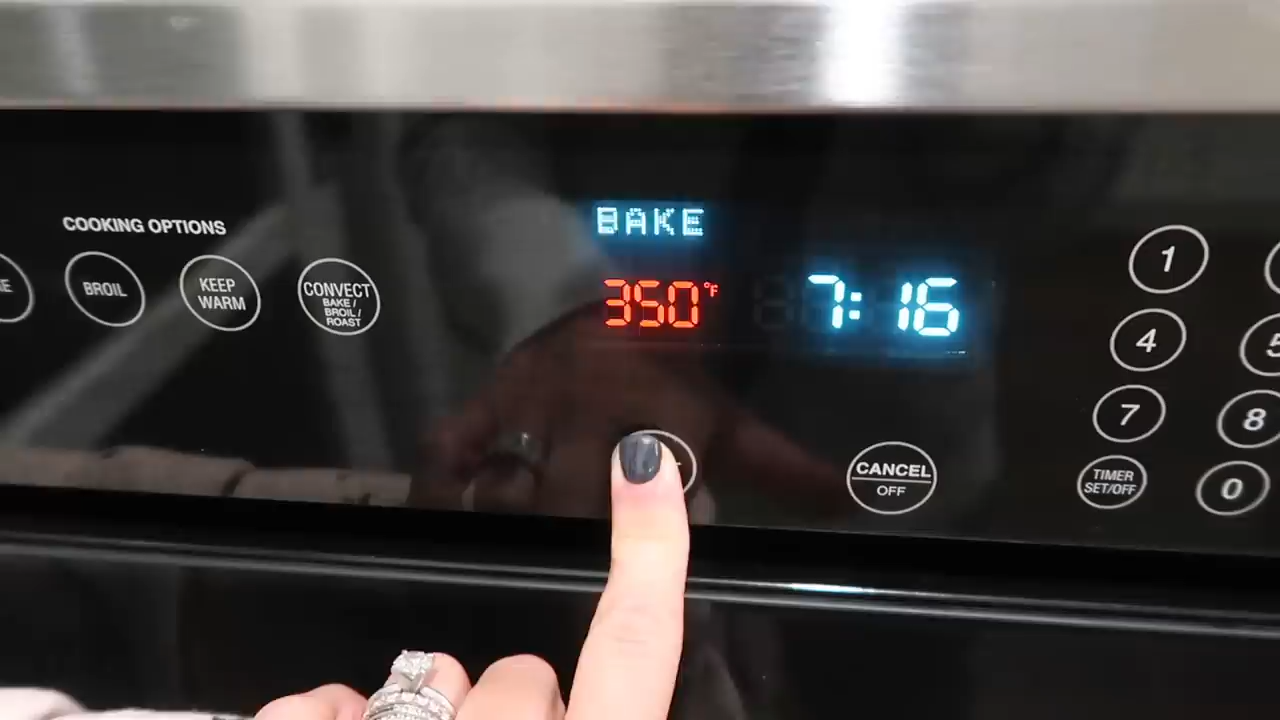 COOKING OPTIONS
BROIL
KEEP
WARM
CONVECT
BAKE /
BROIL /
ROAST
BAKE
350°F
7:16
CANCEL
OFF
1
4
5
7
8
TIMER
SET/OFF
0